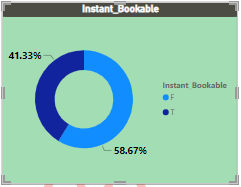 Instant_Bookable
41.33%
Instant_Bookable
F
T
58.67%